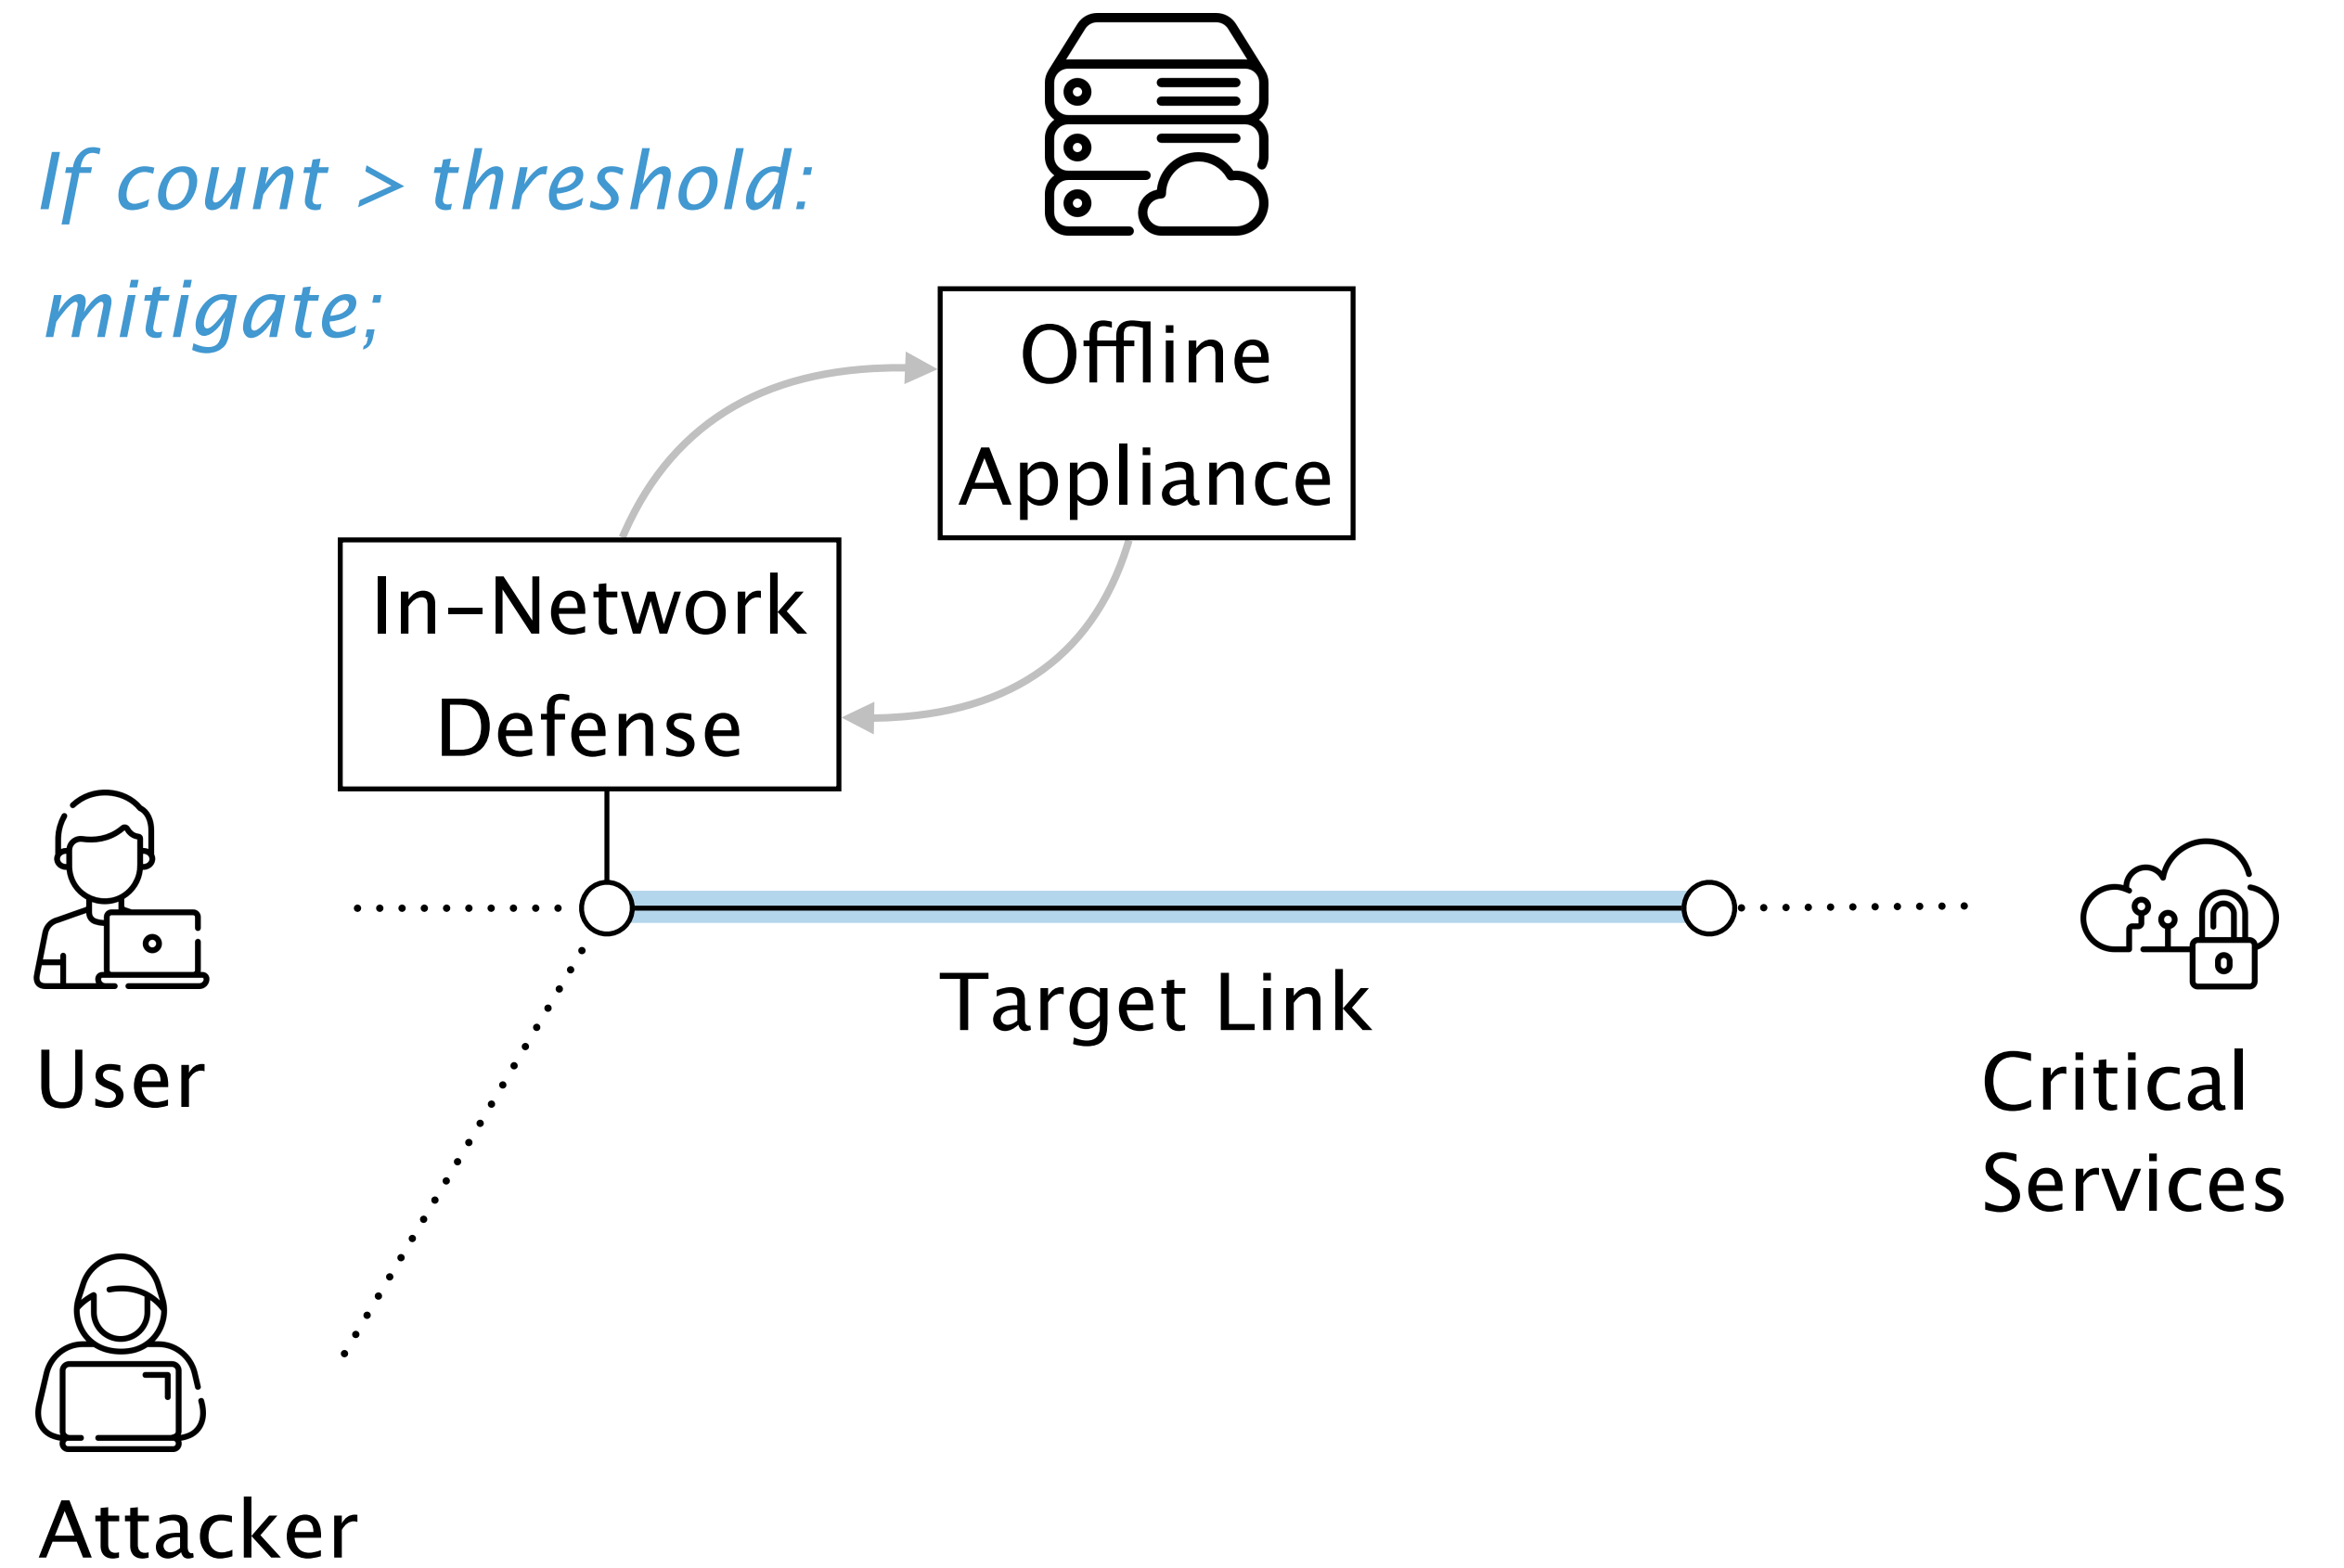 If count > threshold:
mitigate;
Offline
Appliance
In-Network
Defense
Target Link
User
Critical
Services
Attacker